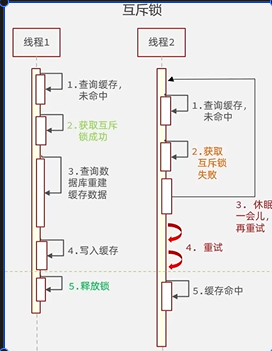 互斥锁
线程1
线程2
1.查询缓存,
未命中
1.查询缓存,
未命中
2.获取互斥
锁成功
2.获取
互斥锁
失败
3.查询数
据库重建
缓存数据
3. 休眠
一会儿,
再重试
4.写入缓存
4. 重试
5.释放锁
5.缓存命中